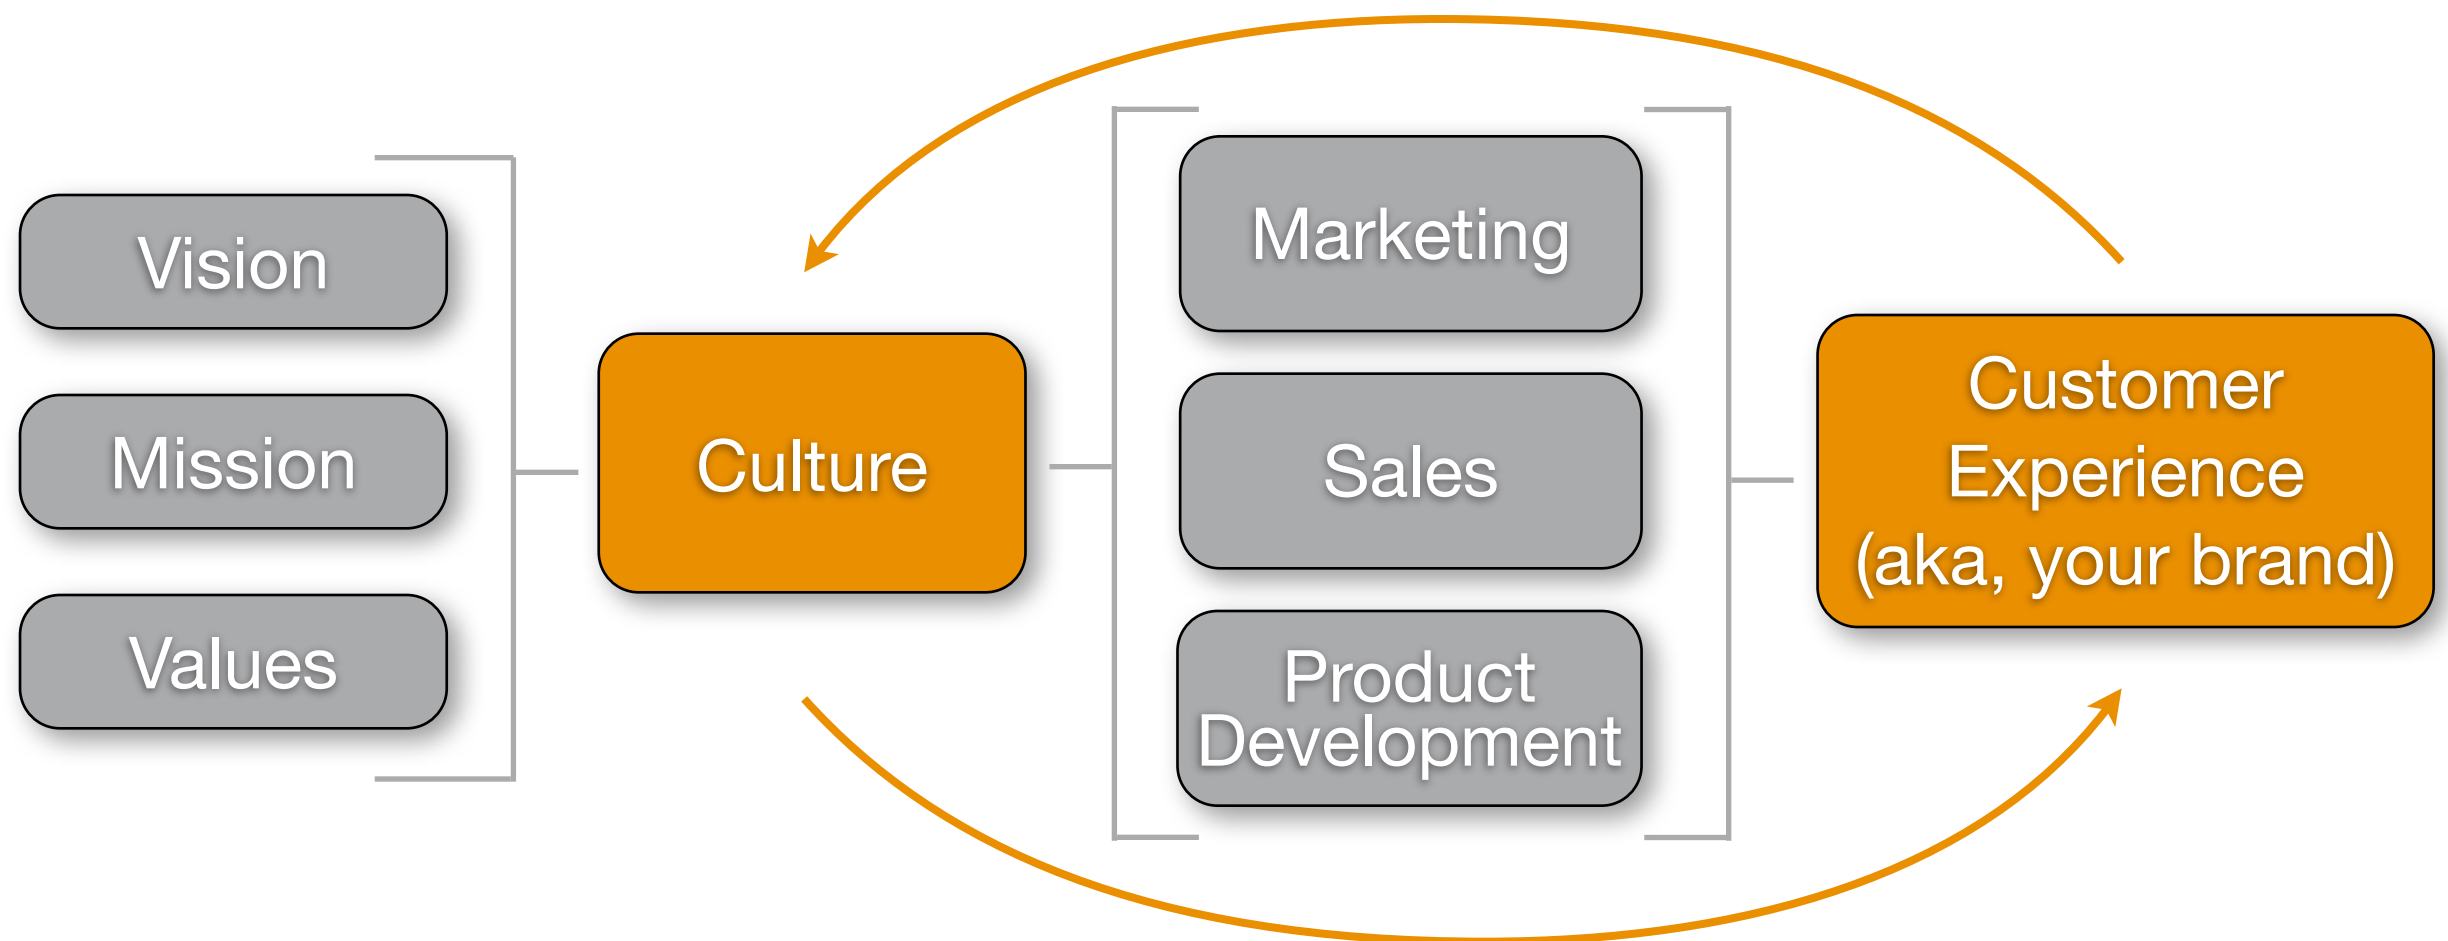 Vision
Mission
Values
Culture
Marketing
Sales
Product
Development
Customer
Experience
(aka, your brand)